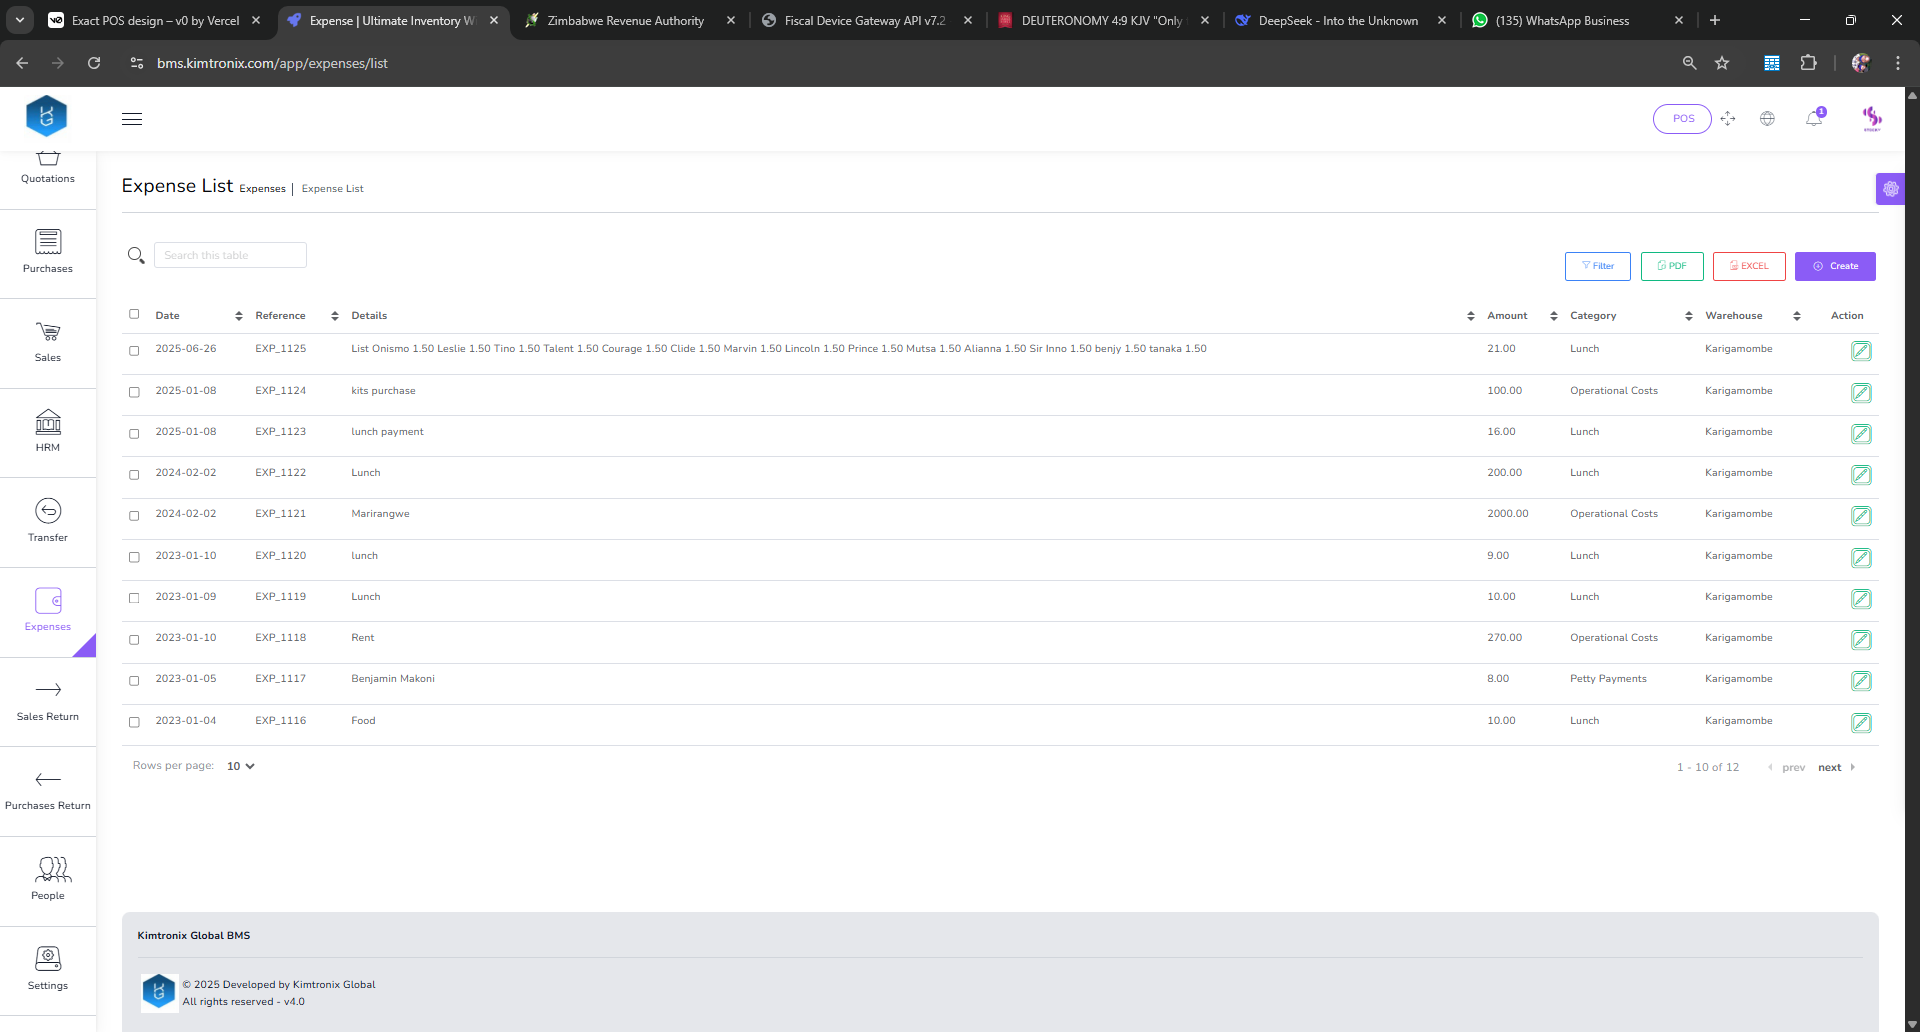 Exact POS design – v0 by Vercel
Expense | Ultimate Inventory W
Zimbabwe Revenue Authority
Fiscal Device Gateway API v7.2
DEUTERONOMY 4:9 KJV "Only
DeepSeek - Into the Unknown
(135) WhatsApp Business
bms.kimtronix.com/app/expenses/list
POS
1
Quotations
Purchases
Sales
HRM
Transfer
Expenses
Sales Return
Purchases Return
People
Settings
Expense List Expenses | Expense List
Search this table
Filter PDF EXCEL Create
Date Reference Details Amount Category Warehouse Action
2025-06-26 EXP_1125 List Onismo 1.50 Leslie 1.50 Tino 1.50 Talent 1.50 Courage 1.50 Clide 1.50 Marvin 1.50 Lincoln 1.50 Prince 1.50 Mutsa 1.50 Alianna 1.50 Sir Inno 1.50 benjy 1.50 tanaka 1.50 21.00 Lunch Karigamombe
2025-01-08 EXP_1124 kits purchase 100.00 Operational Costs Karigamombe
2025-01-08 EXP_1123 lunch payment 16.00 Lunch Karigamombe
2024-02-02 EXP_1122 Lunch 200.00 Lunch Karigamombe
2024-02-02 EXP_1121 Marirangwe 2000.00 Operational Costs Karigamombe
2023-01-10 EXP_1120 lunch 9.00 Lunch Karigamombe
2023-01-09 EXP_1119 Lunch 10.00 Lunch Karigamombe
2023-01-10 EXP_1118 Rent 270.00 Operational Costs Karigamombe
2023-01-05 EXP_1117 Benjamin Makoni 8.00 Petty Payments Karigamombe
2023-01-04 EXP_1116 Food 10.00 Lunch Karigamombe
Rows per page: 10
1 - 10 of 12 prev next
Kimtronix Global BMS
© 2025 Developed by Kimtronix Global
All rights reserved - v4.0